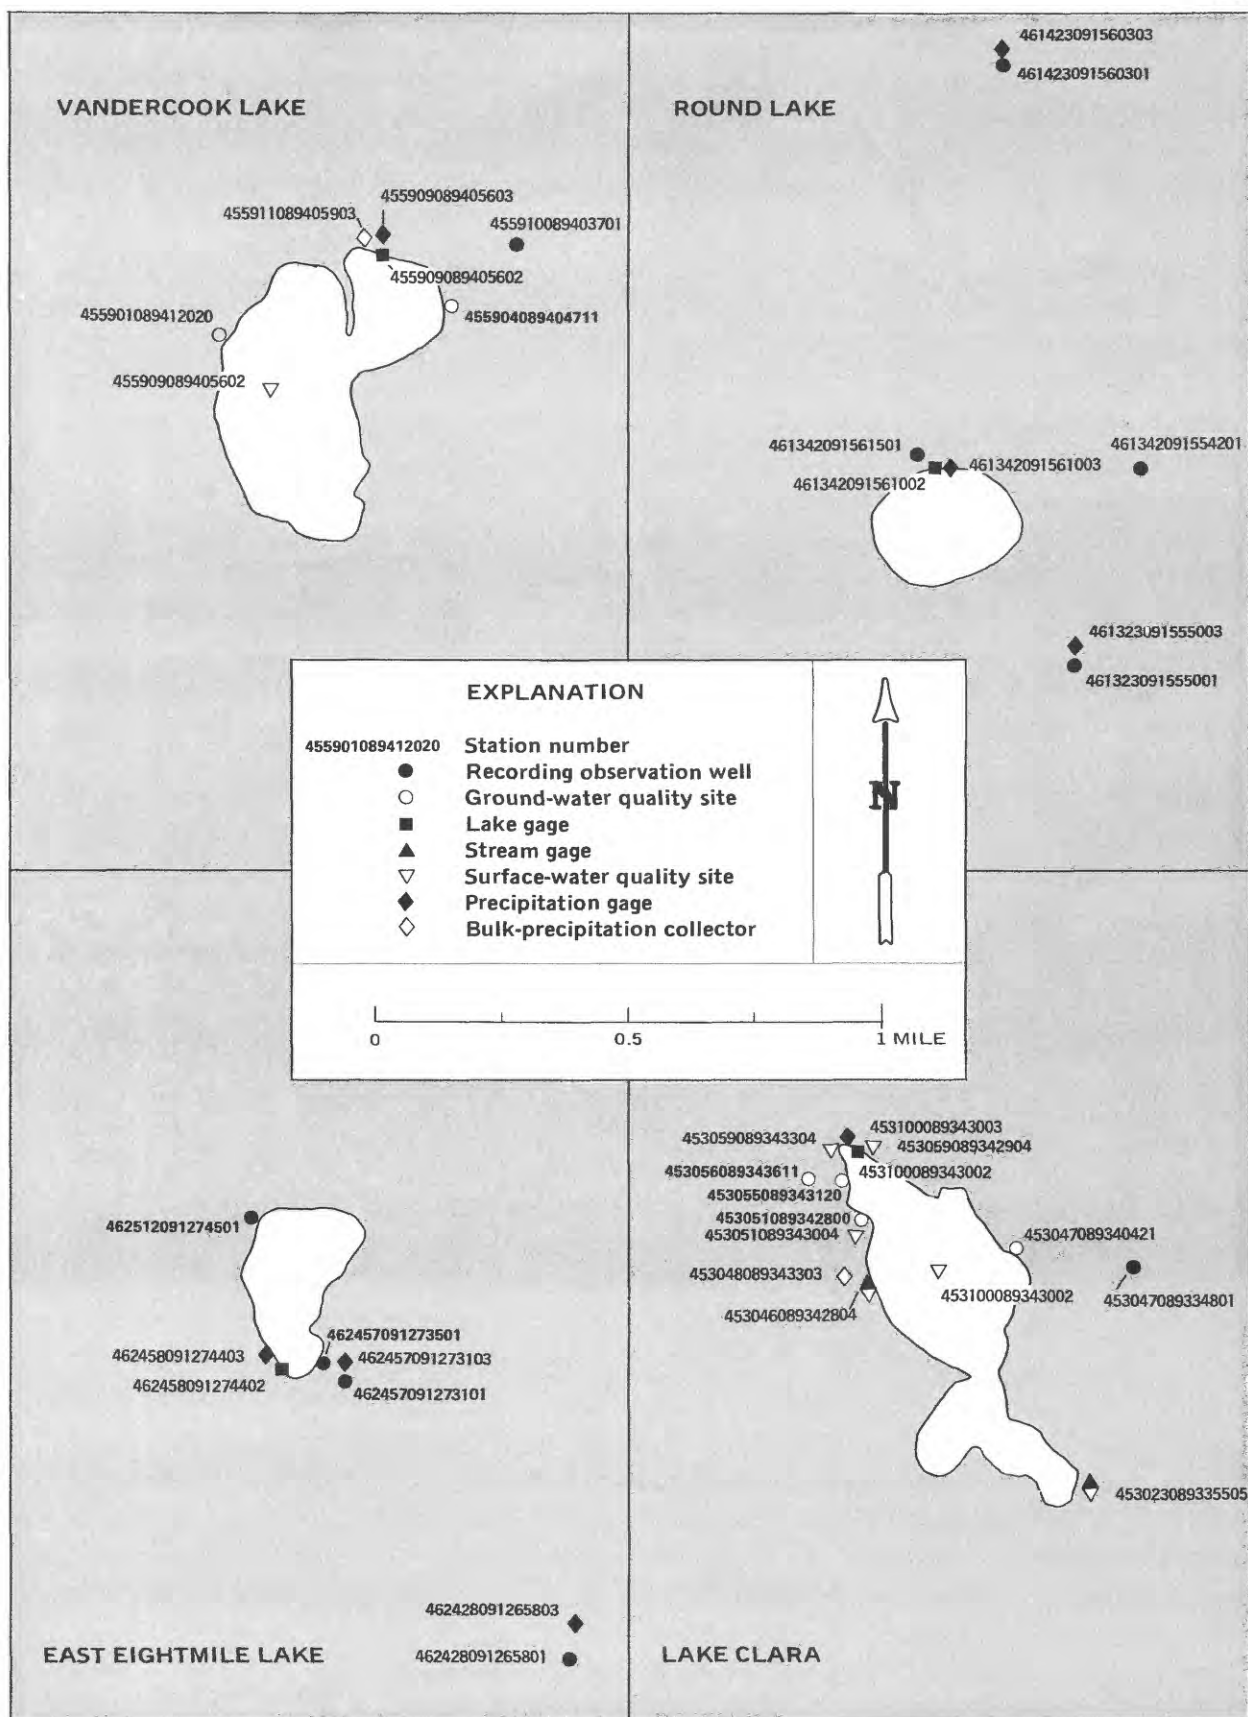 VANDERCOOK LAKE
455911089405903
455909089405603
455910089403701
455909089405602
455901089412020
455904089404711
455909089405602
ROUND LAKE
461423091560303
461423091560301
461342091561501
461342091554201
461342091561003
461342091561002
461323091555003
461323091555001
EXPLANATION
455901089412020 Station number
Recording observation well
Ground-water quality site
Lake gage
Stream gage
Surface-water quality site
Precipitation gage
Bulk-precipitation collector
N
0 0.5 1 MILE
462512091274501
462457091273501
462458091274403
462457091273103
462458091274402
462457091273101
462428091265803
462428091265801
EAST EIGHTMILE LAKE
453100089343003
453059089343304
453059089342904
453056089343611
453100089343002
453055089343120
453051089342800
453051089343004
453047089340421
453048089343303
453100089343002
453047089334801
453046089342804
453023089335505
LAKE CLARA